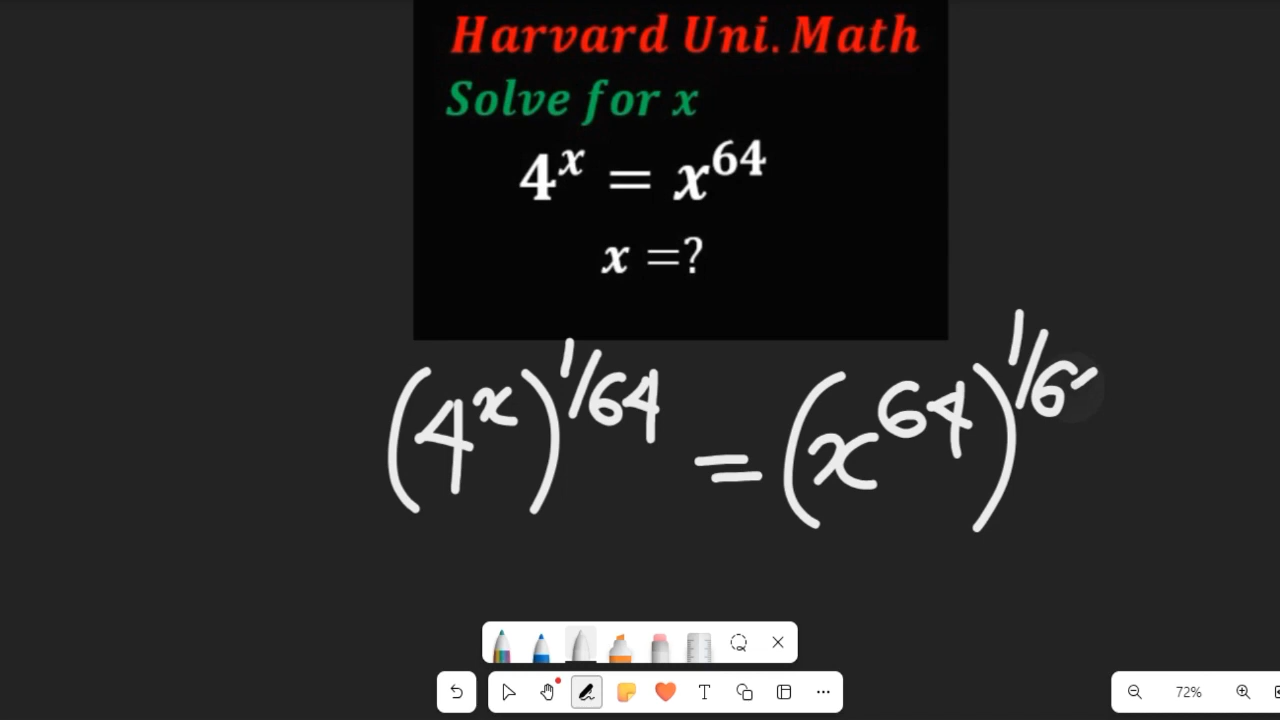 Harvard Uni. Math
Solve for x
4^x = x^64
x =?
(4^x)^1/64 = (x^64)^1/6
72%